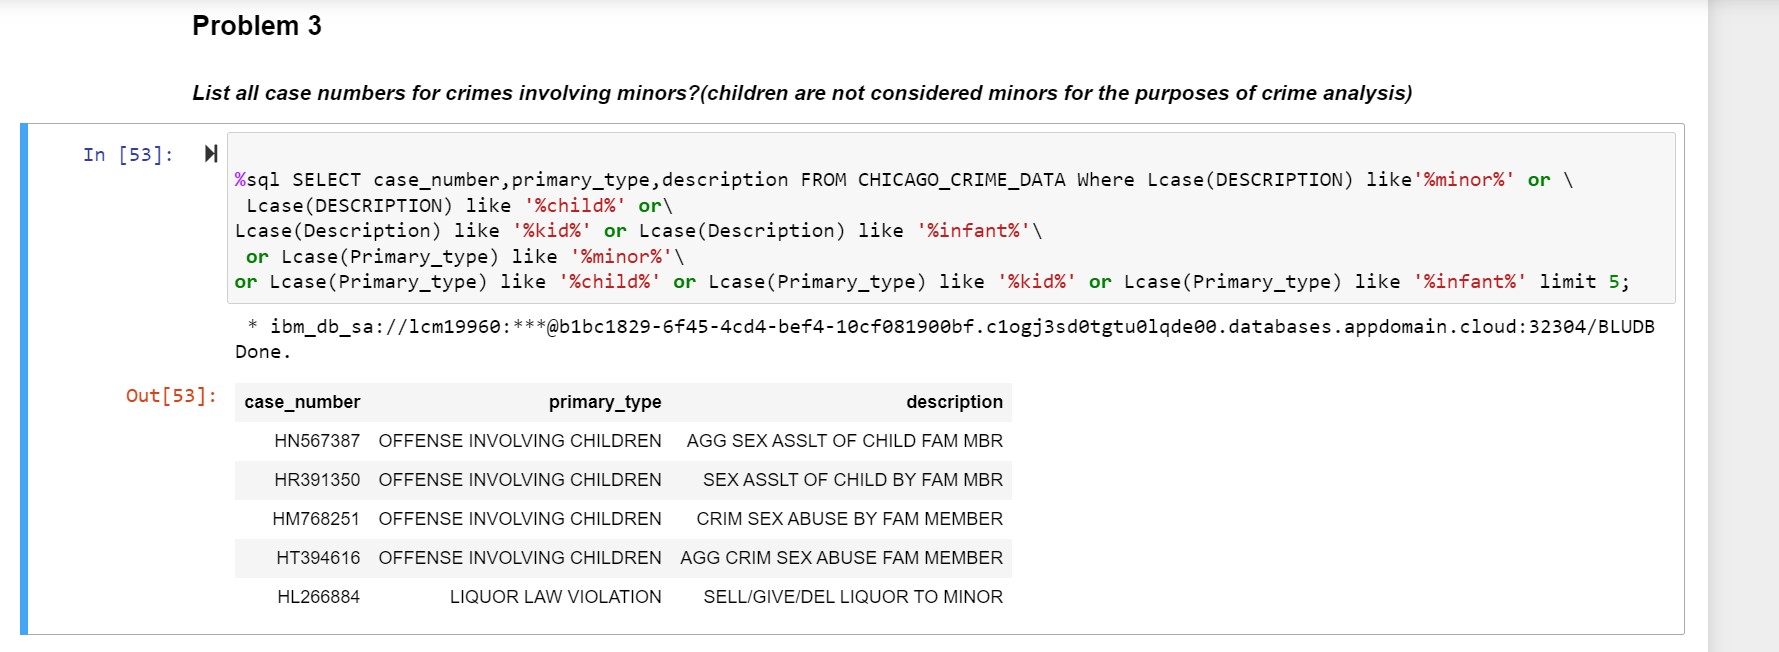 Problem 3
List all case numbers for crimes involving minors?(children are not considered minors for the purposes of crime analysis)
In [53]:
%sql SELECT case_number,primary_type,description FROM CHICAGO_CRIME_DATA Where Lcase(DESCRIPTION) like'%minor%' or \
Lcase(DESCRIPTION) like '%child%' or\
Lcase(Description) like '%kid%' or Lcase(Description) like '%infant%'\
or Lcase(Primary_type) like '%minor%'\
or Lcase(Primary_type) like '%child%' or Lcase(Primary_type) like '%kid%' or Lcase(Primary_type) like '%infant%' limit 5;
* ibm_db_sa://lcm19960:***@b1bc1829-6f45-4cd4-bef4-10cf081900bf.c1ogj3sd0tgtu0lqde00.databases.appdomain.cloud:32304/BLUDB
Done.
Out[53]:
case_number primary_type description
HN567387 OFFENSE INVOLVING CHILDREN AGG SEX ASSLT OF CHILD FAM MBR
HR391350 OFFENSE INVOLVING CHILDREN SEX ASSLT OF CHILD BY FAM MBR
HM768251 OFFENSE INVOLVING CHILDREN CRIM SEX ABUSE BY FAM MEMBER
HT394616 OFFENSE INVOLVING CHILDREN AGG CRIM SEX ABUSE FAM MEMBER
HL266884 LIQUOR LAW VIOLATION SELL/GIVE/DEL LIQUOR TO MINOR